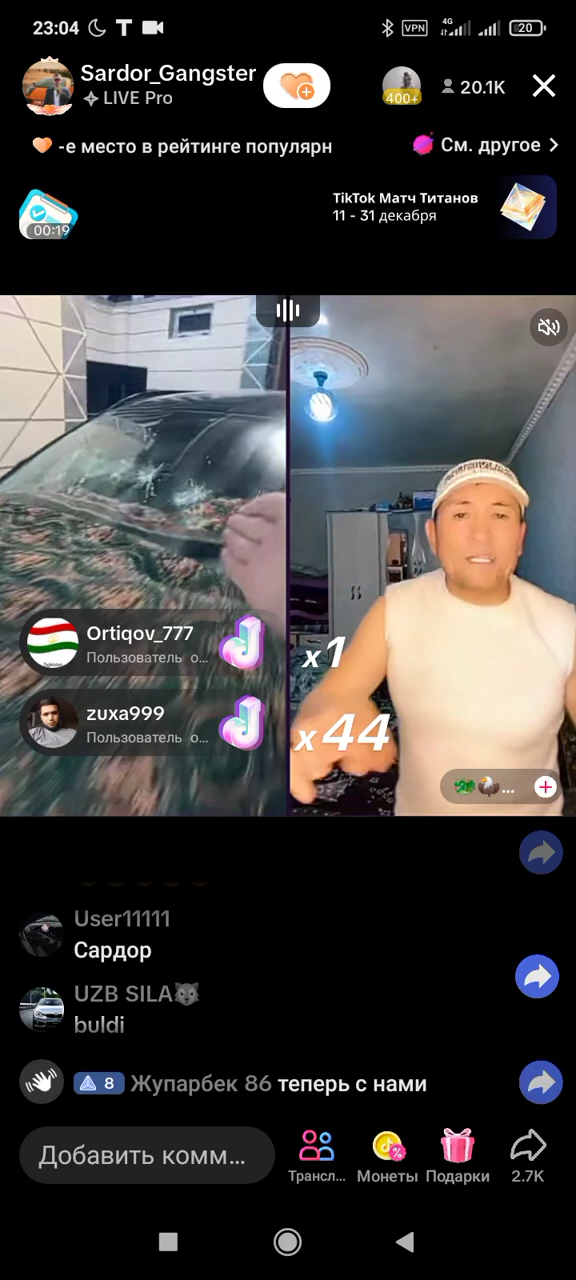 23:04
VPN
4G
20
Sardor_Gangster
LIVE Pro
400+
20.1K
-е место в рейтинге популярн
См. другое
00:19
TikTok Матч Титанов
11 - 31 декабря
Ortiqov_777
Пользователь о...
zuxa999
Пользователь о...
x1
x44
...
User11111
Сардор
UZB SILA
buldi
8 Жупарбек 86 теперь с нами
Добавить комм...
Трансл...
Монеты
Подарки
2.7K